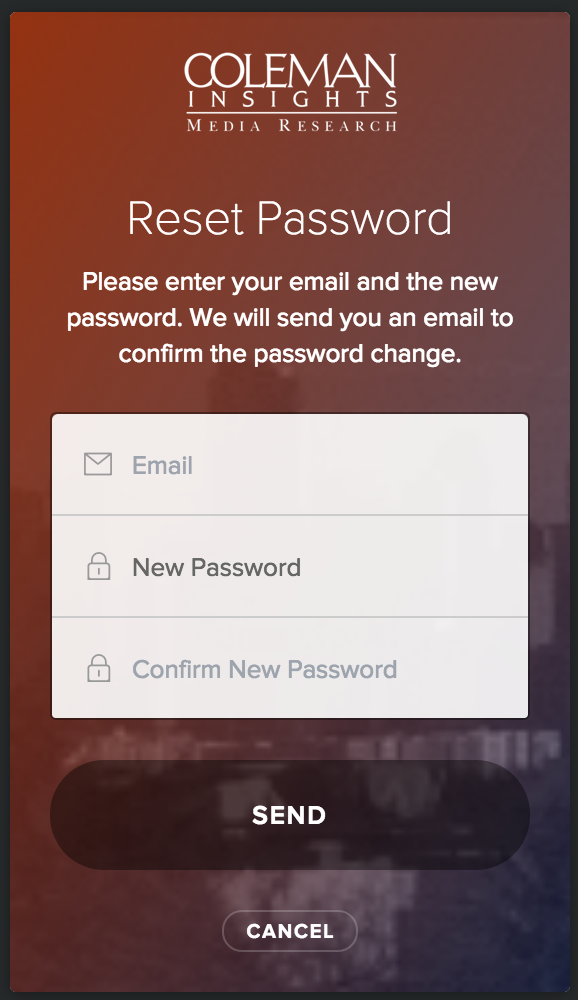 COLEMAN
INSIGHTS
MEDIA RESEARCH
Reset Password
Please enter your email and the new
password. We will send you an email to
confirm the password change.
Email
New Password
Confirm New Password
SEND
CANCEL